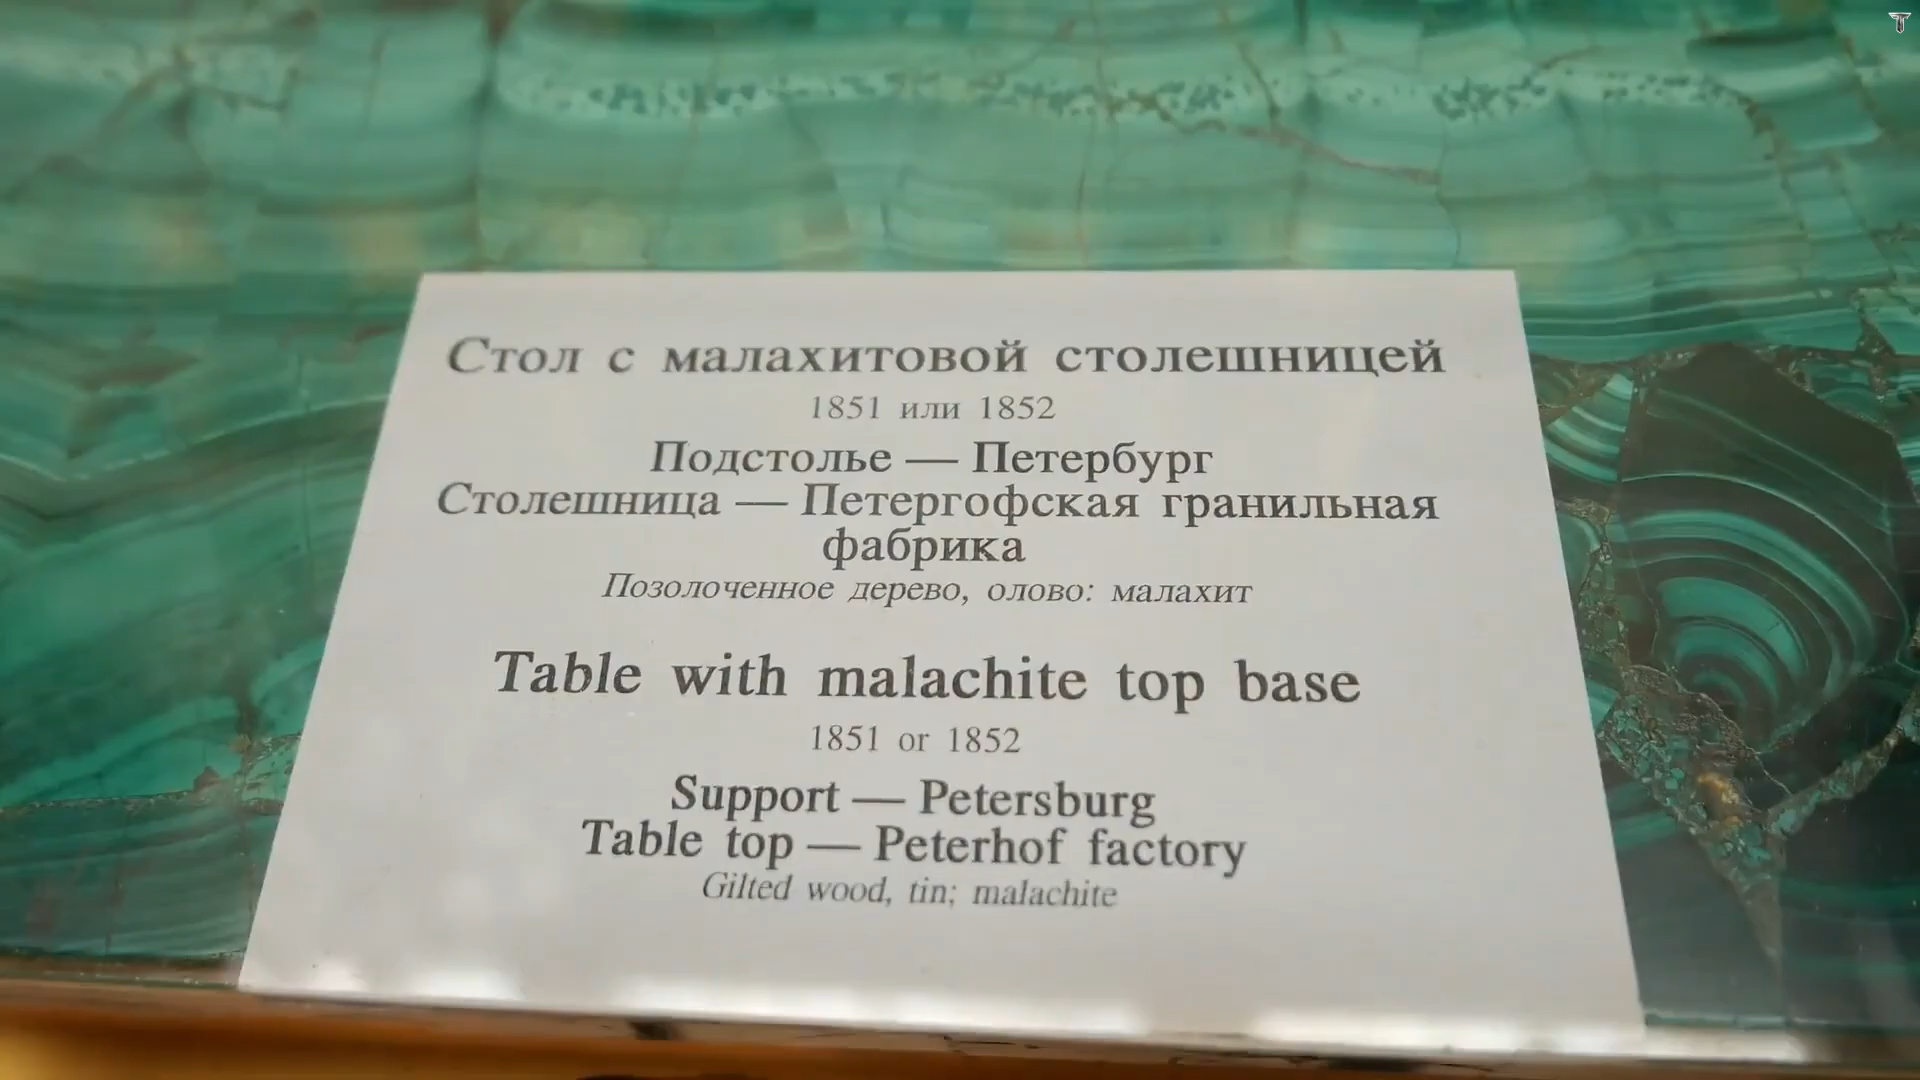 Стол с малахитовой столешницей
1851 или 1852
Подстолье — Петербург
Столешница — Петергофская гранильная
фабрика
Позолоченное дерево, олово: малахит
Table with malachite top base
1851 or 1852
Support — Petersburg
Table top — Peterhof factory
Gilted wood, tin; malachite